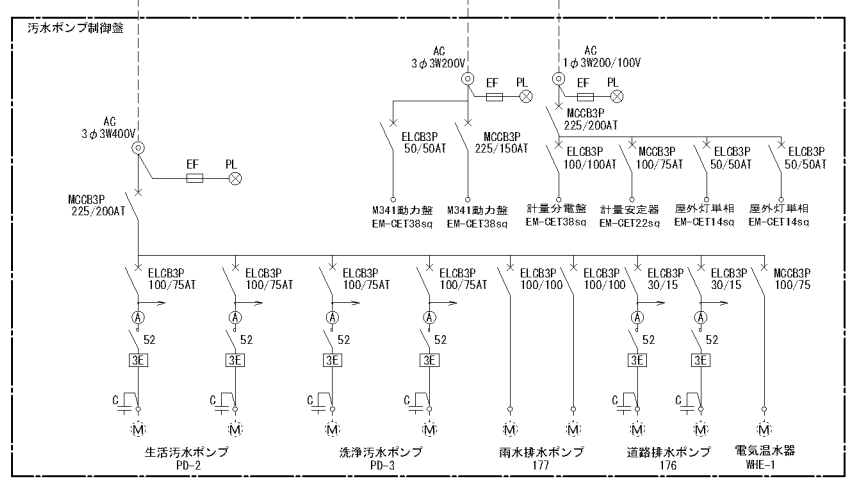 汚水ポンプ制御盤
AC
3φ3W200V
EF
PL
AC
1φ3W200/100V
EF
PL
AC
3φ3W400V
EF
PL
MCCB3P
225/200AT
ELCB3P
50/50AT
MCCB3P
225/150AT
MCCB3P
225/200AT
ELCB3P
100/100AT
MCCB3P
100/75AT
ELCB3P
50/50AT
ELCB3P
50/50AT
M341動力盤
EM-CET38sq
M341動力盤
EM-CET38sq
計量分電盤
EM-CET38sq
計量安定器
EM-CET22sq
屋外灯単相
EM-CET14sq
屋外灯単相
EM-CET14sq
ELCB3P
100/75AT
ELCB3P
100/75AT
ELCB3P
100/75AT
ELCB3P
100/75AT
ELCB3P
100/100
ELCB3P
100/100
ELCB3P
30/15
ELCB3P
30/15
MCCB3P
100/75
A
A
A
A
A
A
52
52
52
52
52
52
3E
3E
3E
3E
3E
3E
C
C
C
C
C
C
M
M
M
M
M
M
M
M
M
生活汚水ポンプ
PD-2
洗浄汚水ポンプ
PD-3
雨水排水ポンプ
177
道路排水ポンプ
176
電気温水器
WHE-1